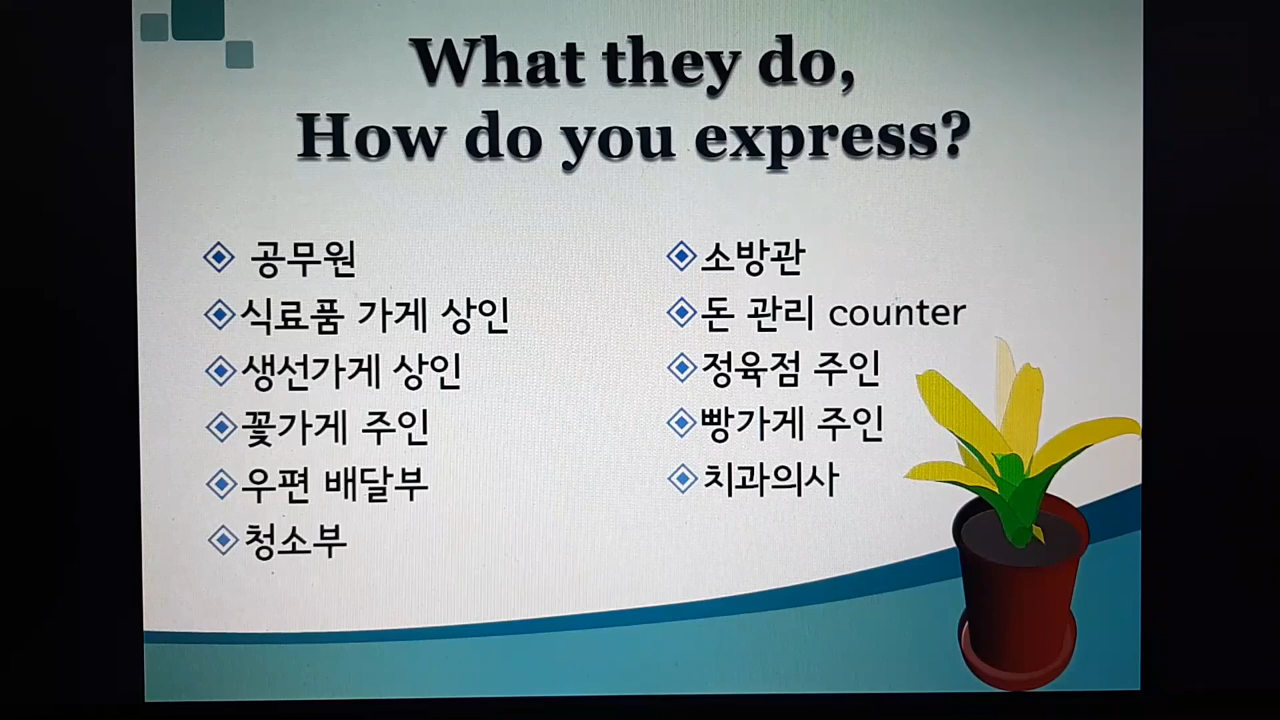 What they do,
How do you express?
공무원
식료품 가게 상인
생선가게 상인
꽃가게 주인
우편 배달부
청소부
소방관
돈 관리 counter
정육점 주인
빵가게 주인
치과의사